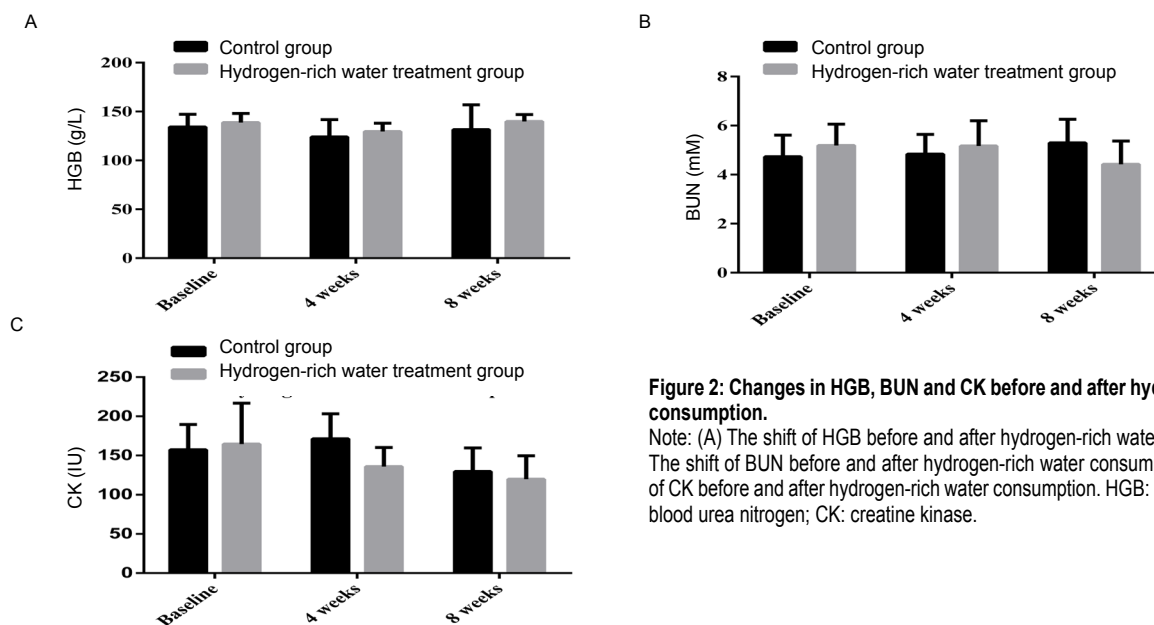 A
Control group
Hydrogen-rich water treatment group
200
150
100
50
0
HGB (g/L)
Baseline
4 weeks
8 weeks
B
Control group
Hydrogen-rich water treatment group
8
6
4
2
0
BUN (mM)
Baseline
4 weeks
8 weeks
C
Control group
Hydrogen-rich water treatment group
250
200
150
100
50
0
CK (IU)
Baseline
4 weeks
8 weeks
Figure 2: Changes in HGB, BUN and CK before and after hy
consumption.
Note: (A) The shift of HGB before and after hydrogen-rich wate
The shift of BUN before and after hydrogen-rich water consum
of CK before and after hydrogen-rich water consumption. HGB:
blood urea nitrogen; CK: creatine kinase.